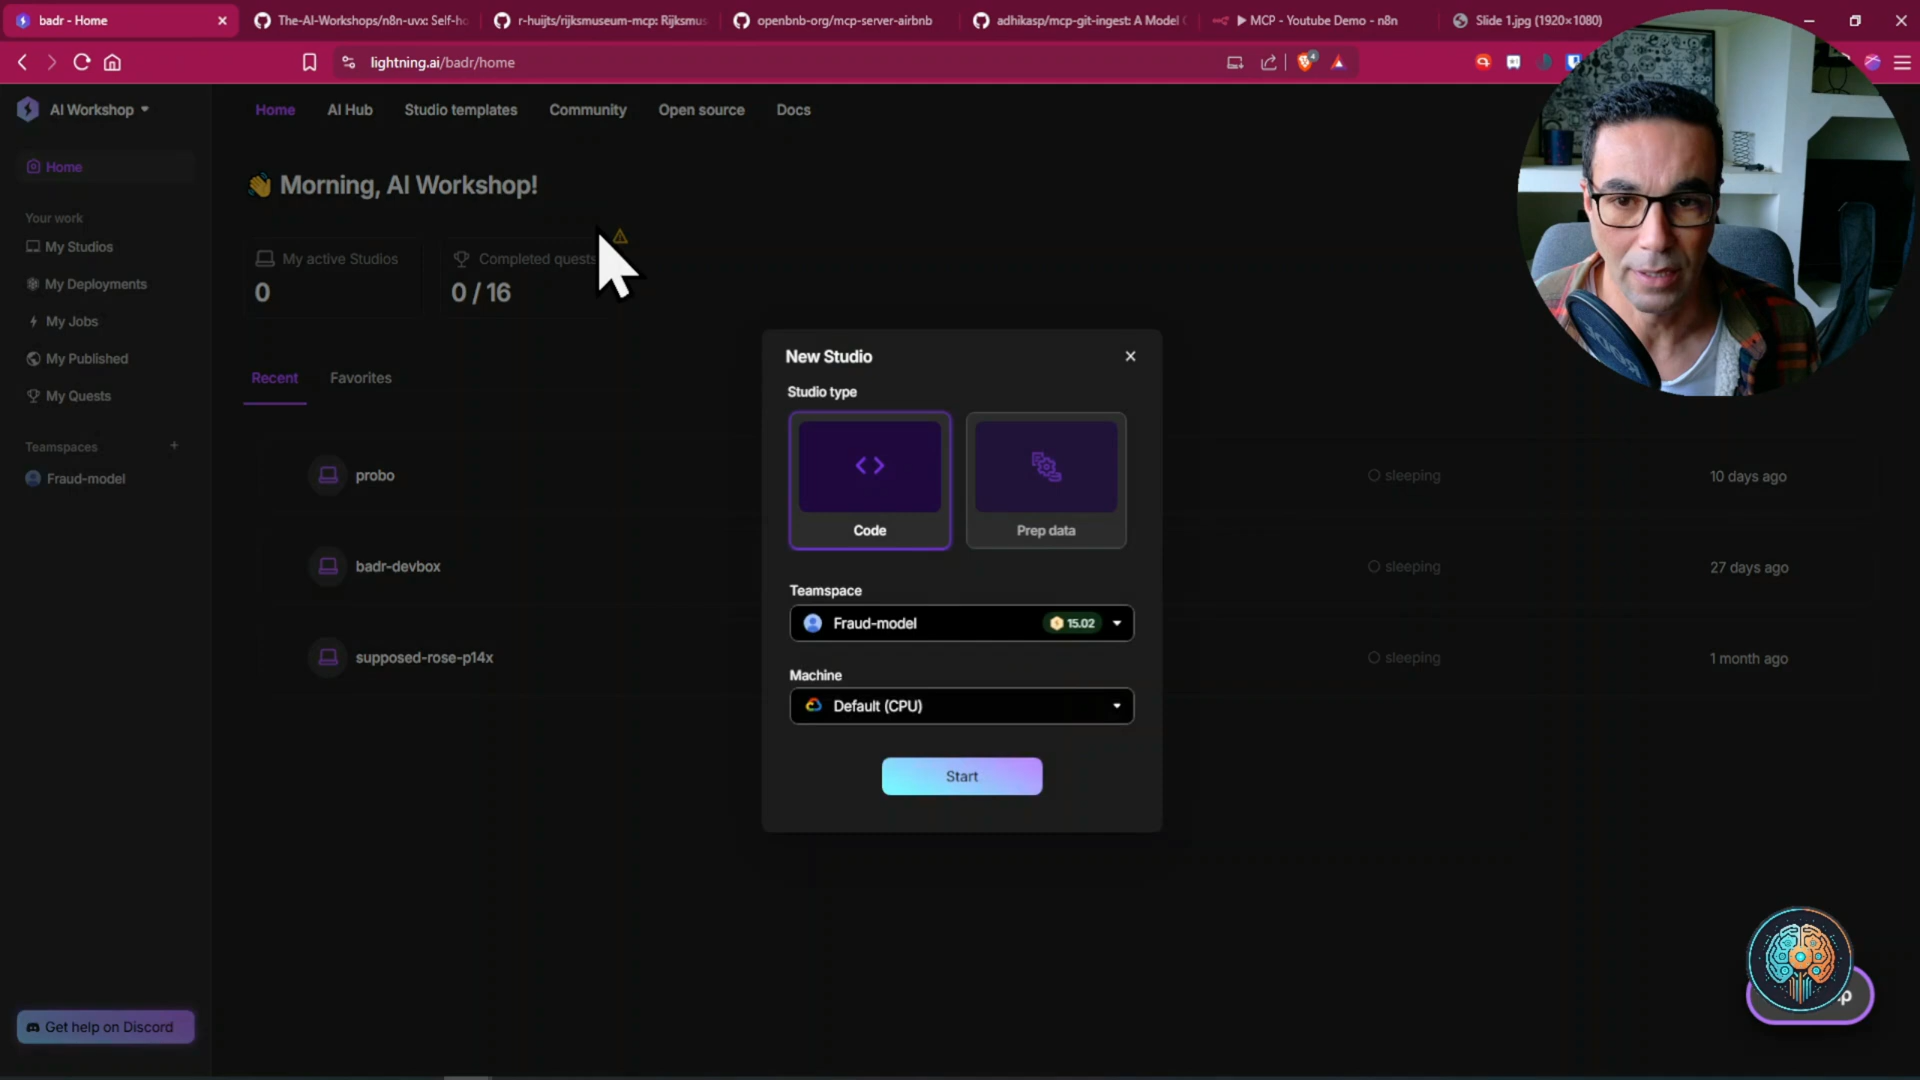 badr - Home
The-AI-Workshops/n8n-uvx: Self-ho
r-huijts/rijksmuseum-mcp: Rijksmus
openbnb-org/mcp-server-airbnb
adhikasp/mcp-git-ingest: A Model C
▶ MCP - Youtube Demo - n8n
Slide 1.jpg (1920×1080)
lightning.ai/badr/home
4
AI Workshop
Home
AI Hub
Studio templates
Community
Open source
Docs
Home
Morning, AI Workshop!
Your work
My Studios
My Deployments
My Jobs
My Published
My Quests
Teamspaces +
Fraud-model
My active Studios
0
Completed quests
0 / 16
Recent
Favorites
probo
sleeping
10 days ago
badr-devbox
sleeping
27 days ago
supposed-rose-p14x
sleeping
1 month ago
New Studio
Studio type
Code
Prep data
Teamspace
Fraud-model
15.02
Machine
Default (CPU)
Start
Get help on Discord